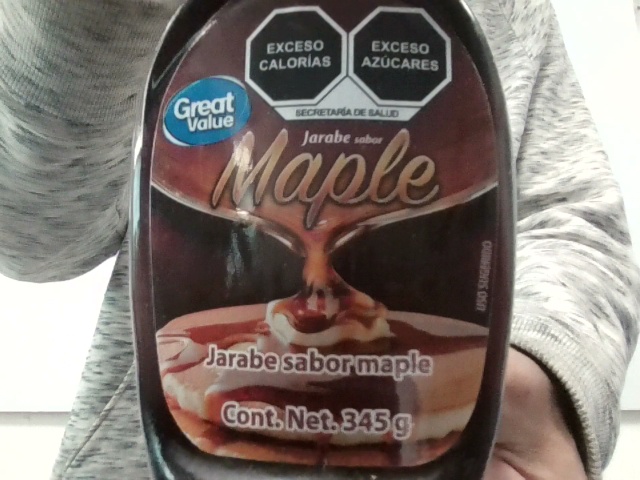 EXCESO
CALORÍAS
EXCESO
AZÚCARES
SECRETARÍA DE SALUD
Great
Value
Jarabe sabor
Maple
USO SUGERIDO
Jarabe sabor maple
Cont. Net. 345 g